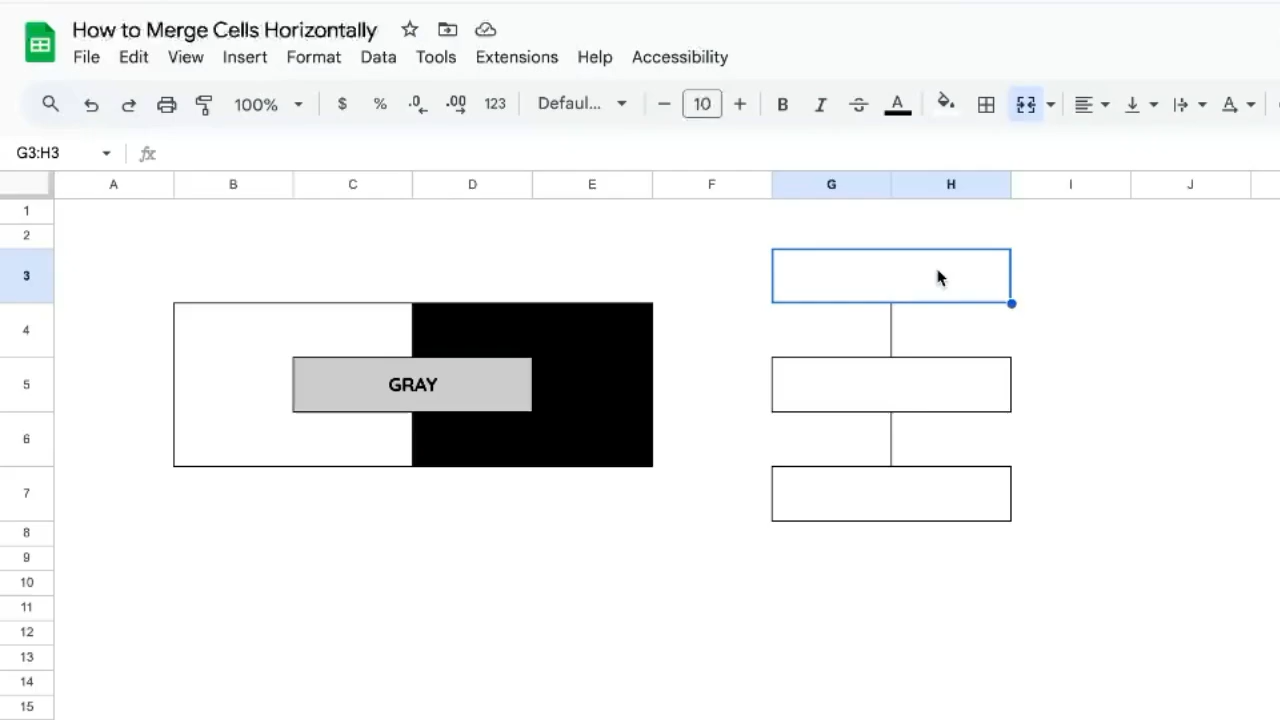 How to Merge Cells Horizontally
File Edit View Insert Format Data Tools Extensions Help Accessibility
100% $ % .0 .00 123 Defaul... − 10 + B I S A A
G3:H3 fx
A B C D E F G H I J
1
2
3
4
5 GRAY
6
7
8
9
10
11
12
13
14
15